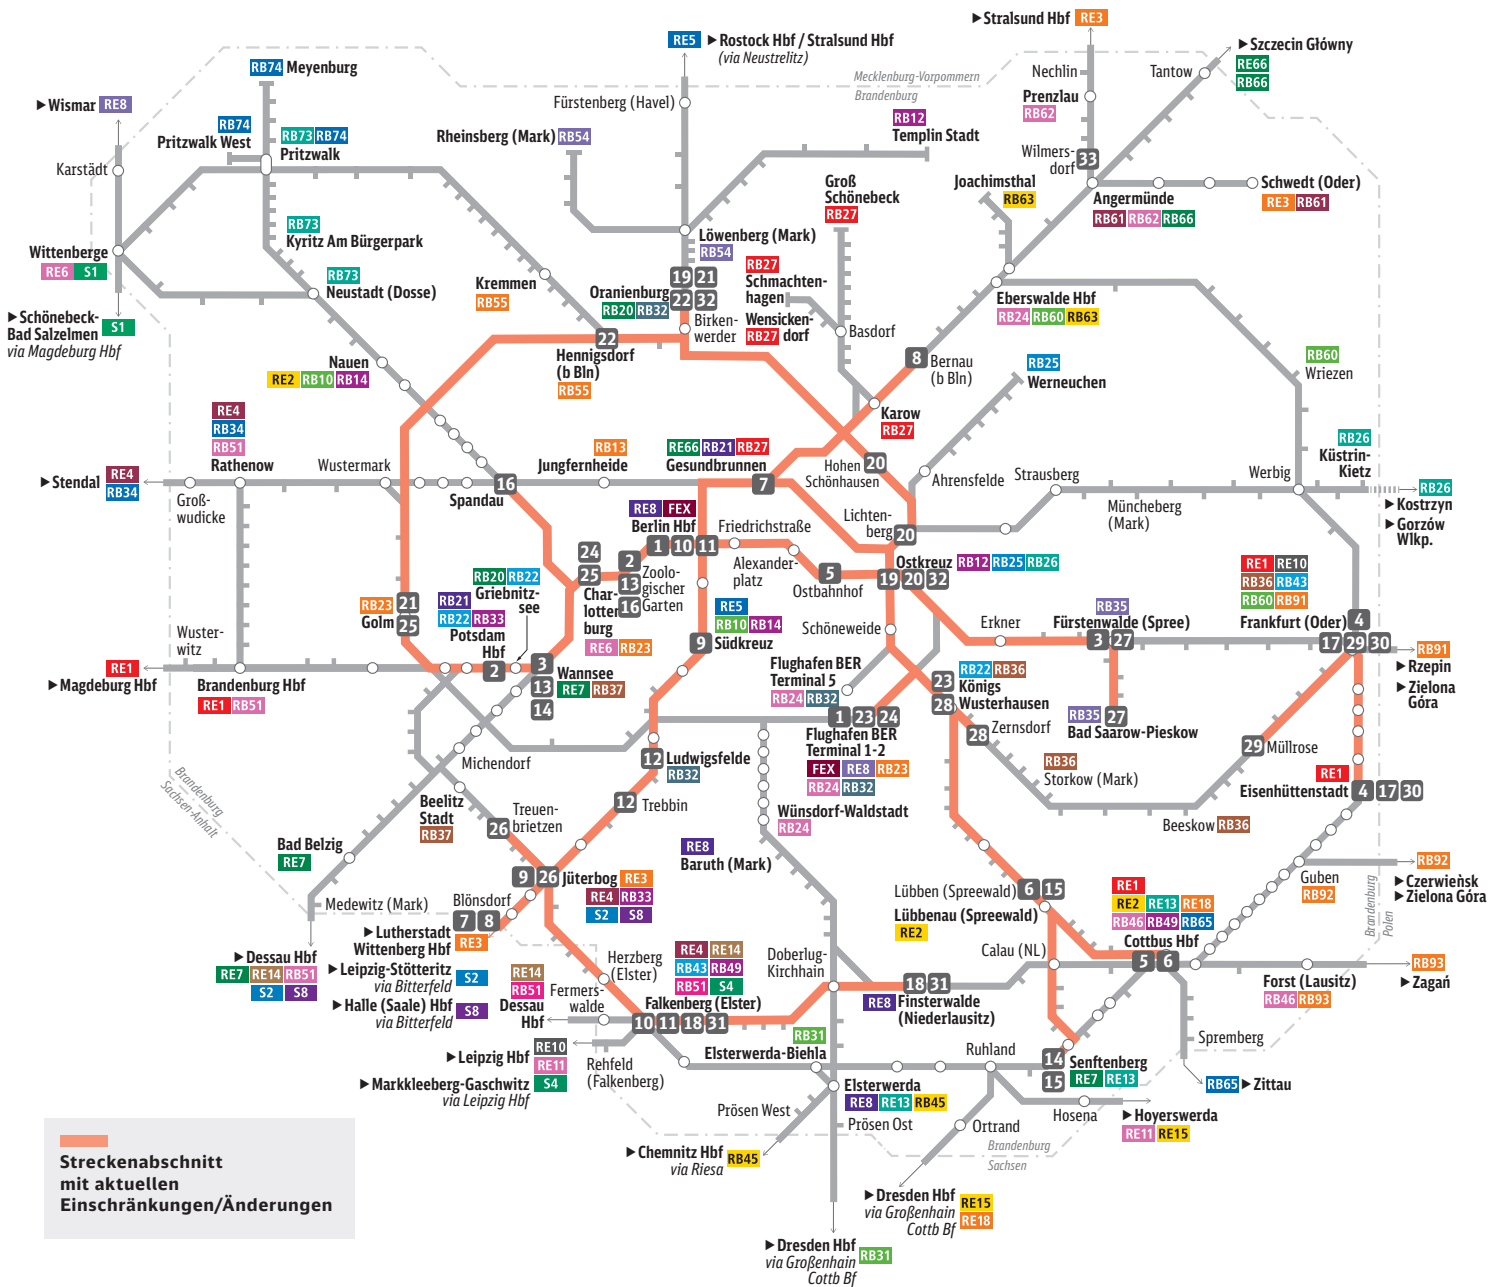 ▶ Stralsund Hbf RE3
RE5 ▶ Rostock Hbf / Stralsund Hbf
(via Neustrelitz)
▶ Szczecin Główny
RE66
RB66
RB74 Meyenburg
Mecklenburg-Vorpommern
Brandenburg
Nechlin
Tantow
▶ Wismar RE8
Fürstenberg (Havel)
Prenzlau
RB62
RB74
Pritzwalk West
RB73 RB74
Pritzwalk
Rheinsberg (Mark) RB54
RB12
Templin Stadt
Karstädt
Wilmers-
dorf
33
Groß
Schönebeck
RB27
Joachimsthal
RB63
Angermünde
RB61 RB62 RB66
Schwedt (Oder)
RE3 RB61
RB73
Kyritz Am Bürgerpark
Wittenberge
RE6 S1
Löwenberg (Mark)
RB54
RB73
Neustadt (Dosse)
Kremmen
RB55
19 21
22 32
Oranienburg
RB20 RB32
Birken-
werder
RB27
Schmachten-
hagen
Wensicken-
dorf
RB27
Basdorf
Eberswalde Hbf
RB24 RB60 RB63
▶ Schönebeck-
Bad Salzelmen
via Magdeburg Hbf
S1
22
Hennigsdorf
(b Bln)
RB55
8
Bernau
(b Bln)
RB60
Wriezen
Nauen
RE2 RB10 RB14
RB25
Werneuchen
RE4
RB34
RB51
Rathenow
Karow
RB27
Wustermark
RB13
Jungfernheide
RE66 RB21 RB27
Gesundbrunnen
7
Hohen
Schönhausen
20
Ahrensfelde
Strausberg
Werbig
RB26
Küstrin-
Kietz
▶ Stendal RE4
RB34
Groß-
wudicke
16
Spandau
Müncheberg
(Mark)
RB26
▶ Kostrzyn
▶ Gorzów
Wlkp.
RE8 FEX
Berlin Hbf
1 10 11
Friedrichstraße
Lichten-
berg
20
24
25
Char-
lotten-
burg
RE6 RB23
2
13
16
Zoolo-
gischer
Garten
Alexander-
platz
5
Ostbahnhof
Ostkreuz RB12 RB25 RB26
19 20 32
RE1 RE10
RB36 RB43
RB60 RB91
Frankfurt (Oder)
4
17 29 30
RB20 RB22
Griebnitz-
see
RB23
Golm
21
25
RB21
RB22 RB33
Potsdam
Hbf
2
RE5
RB10 RB14
9
Südkreuz
RB35
Fürstenwalde (Spree)
3 27
Erkner
Schöneweide
Wuster-
witz
RE1
▶ Magdeburg Hbf
Brandenburg Hbf
RE1 RB51
3
13
14
Wannsee
RE7 RB37
Flughafen BER
Terminal 5
RB24 RB32
RB22 RB36
23
28
Königs
Wusterhausen
RB91
▶ Rzepin
▶ Zielona
Góra
1 23 24
Flughafen BER
Terminal 1-2
FEX RE8 RB23
RB24 RB32
28
Zernsdorf
RB35 27
Bad Saarow-Pieskow
29 Müllrose
Michendorf
12
Ludwigsfelde
RB32
RB36
Storkow (Mark)
RE1
Eisenhüttenstadt
4 17 30
Brandenburg
Sachsen-Anhalt
Beelitz
Stadt
RB37
Treuen-
brietzen
26
12 Trebbin
Wünsdorf-Waldstadt
RB24
Beeskow RB36
Bad Belzig
RE7
RE8
Baruth (Mark)
RB92
▶ Czerwieńsk
▶ Zielona Góra
Guben
RB92
9 26
Jüterbog RE3
RE4 RB33
S2 S8
Lübben (Spreewald) 6 15
Lübbenau (Spreewald)
RE2
RE1
RE2 RE13 RE18
RB46 RB49 RB65
Cottbus Hbf
5 6
Brandenburg
Polen
Medewitz (Mark)
Blönsdorf
7 8
▶ Lutherstadt
Wittenberg Hbf
RE3
▶ Dessau Hbf
RE7 RE14 RB51
S2 S8
▶ Leipzig-Stötteritz
via Bitterfeld
S2
▶ Halle (Saale) Hbf
via Bitterfeld
S8
Herzberg
(Elster)
RE14
RB51
Dessau
Hbf
Fermers-
walde
RE4 RE14
RB43 RB49
RB51 S4
Falkenberg (Elster)
10 11 18 31
Doberlug-
Kirchhain
Calau (NL)
18 31
RE8 Finsterwalde
(Niederlausitz)
Forst (Lausitz)
RB46 RB93
RB93
▶ Zagań
Spremberg
▶ Leipzig Hbf RE10
RE11
▶ Markkleeberg-Gaschwitz
via Leipzig Hbf
S4
Rehfeld
(Falkenberg)
RB31
Elsterwerda-Biehla
Ruhland
14
15
Senftenberg
RE7 RE13
RB65 ▶ Zittau
Elsterwerda
RE8 RE13 RB45
Prösen West
Prösen Ost
Ortrand
Hosena
▶ Hoyerswerda
RE11 RE15
Brandenburg
Sachsen
▶ Chemnitz Hbf
via Riesa
RB45
▶ Dresden Hbf
via Großenhain
Cottb Bf
RE15
RE18
▶ Dresden Hbf
via Großenhain
Cottb Bf
RB31
Streckenabschnitt
mit aktuellen
Einschränkungen/Änderungen